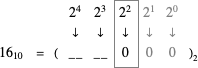 2⁴ 2³ 2² 2¹ 2⁰
↓ ↓ ↓ ↓ ↓
16₁₀ = ( __ __ 0 0 0 )₂